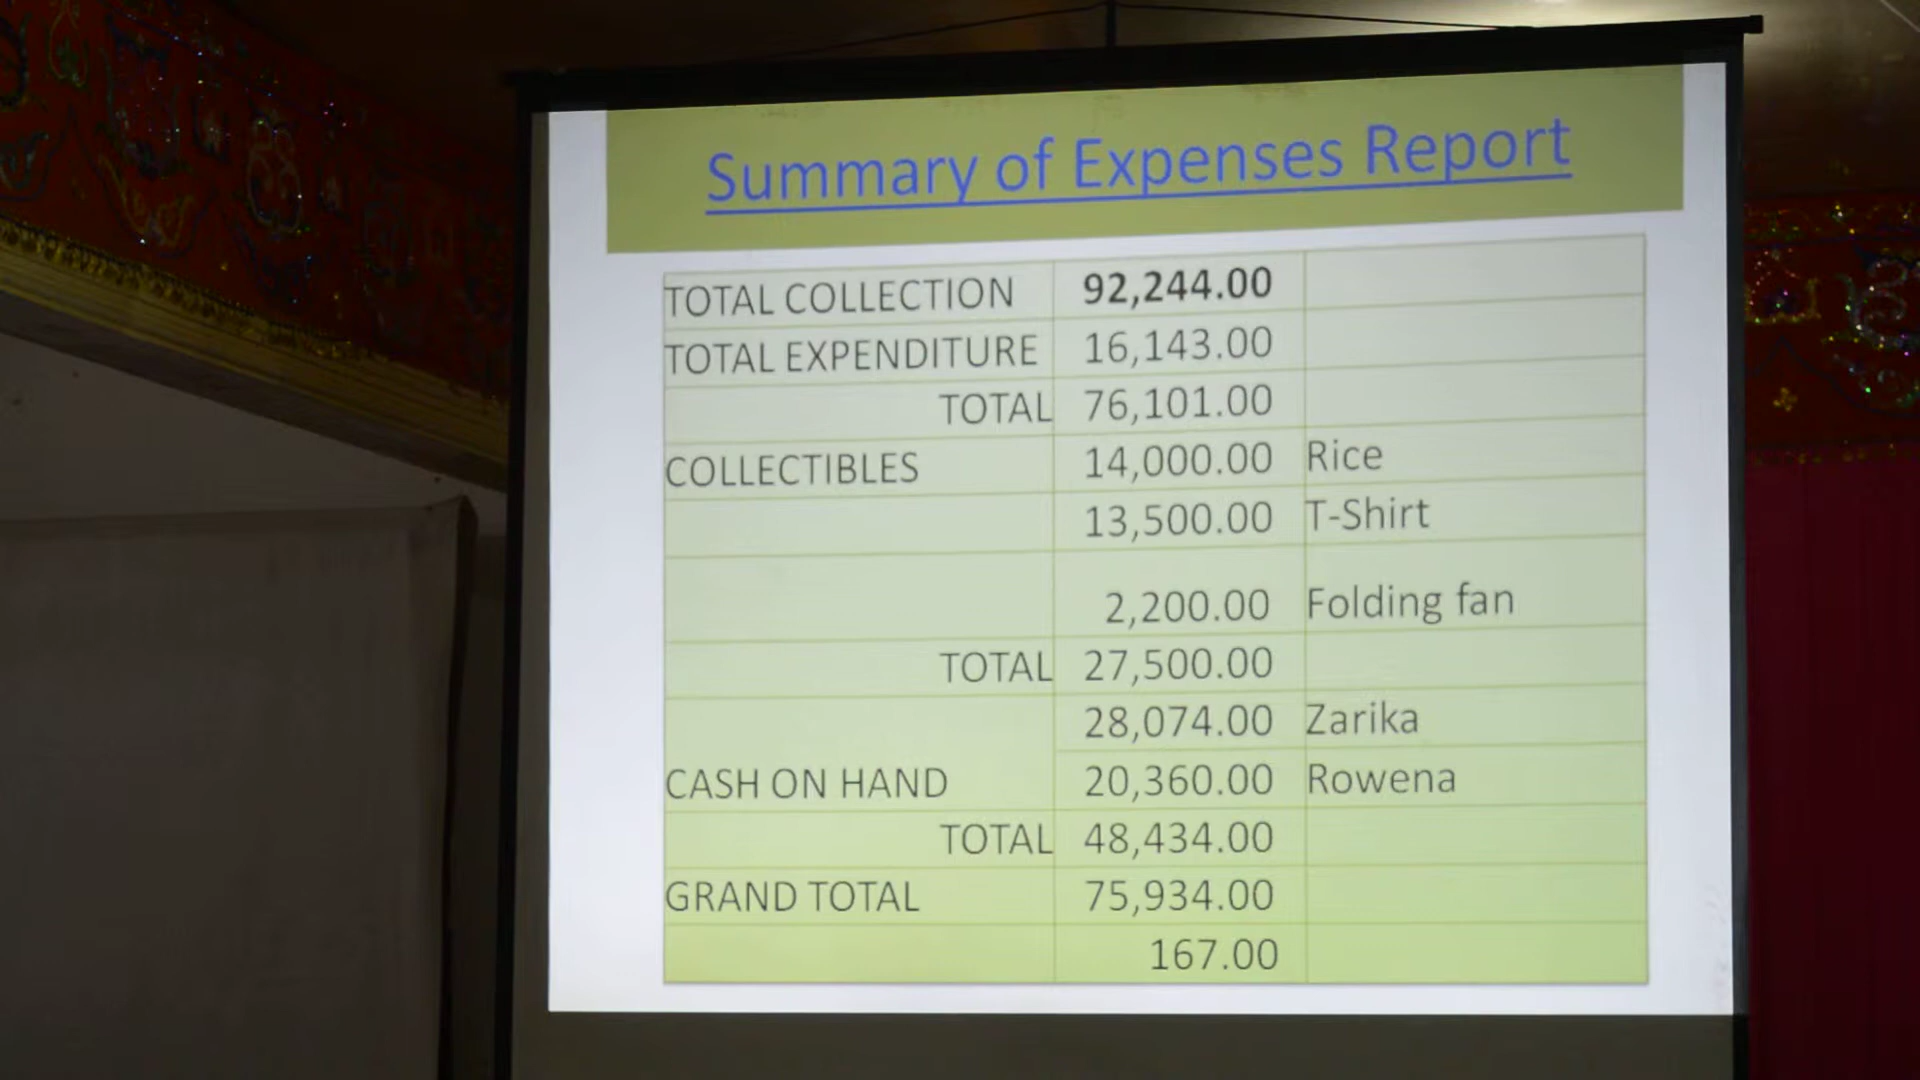 Summary of Expenses Report
TOTAL COLLECTION 92,244.00
TOTAL EXPENDITURE 16,143.00
TOTAL 76,101.00
COLLECTIBLES 14,000.00 Rice
13,500.00 T-Shirt
2,200.00 Folding fan
TOTAL 27,500.00
28,074.00 Zarika
CASH ON HAND 20,360.00 Rowena
TOTAL 48,434.00
GRAND TOTAL 75,934.00
167.00